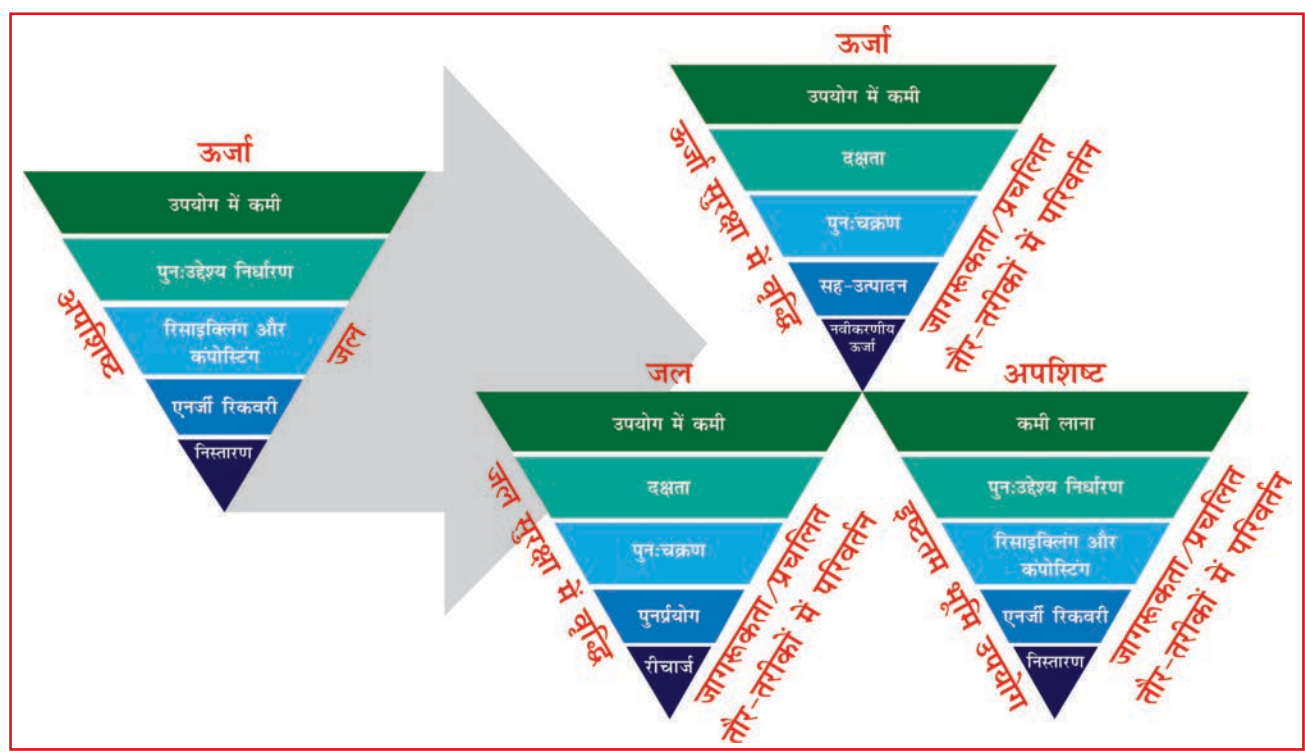 ऊर्जा
उपयोग में कमी
पुनःउद्देश्य निर्धारण
रिसाइक्लिंग और
कंपोस्टिंग
एनर्जी रिकवरी
निस्तारण
अपशिष्ट
जल
ऊर्जा
उपयोग में कमी
दक्षता
पुनःचक्रण
सह-उत्पादन
नवीकरणीय
ऊर्जा
ऊर्जा सुरक्षा में वृद्धि
जागरूकता/प्रचलित
तौर-तरीकों में परिवर्तन
जल
उपयोग में कमी
दक्षता
पुनःचक्रण
पुनर्प्रयोग
रीचार्ज
जल सुरक्षा में वृद्धि
जागरूकता/प्रचलित
तौर-तरीकों में परिवर्तन
अपशिष्ट
कमी लाना
पुनःउद्देश्य निर्धारण
रिसाइक्लिंग और
कंपोस्टिंग
एनर्जी रिकवरी
निस्तारण
इष्टतम भूमि उपयोग
जागरूकता/प्रचलित
तौर-तरीकों में परिवर्तन